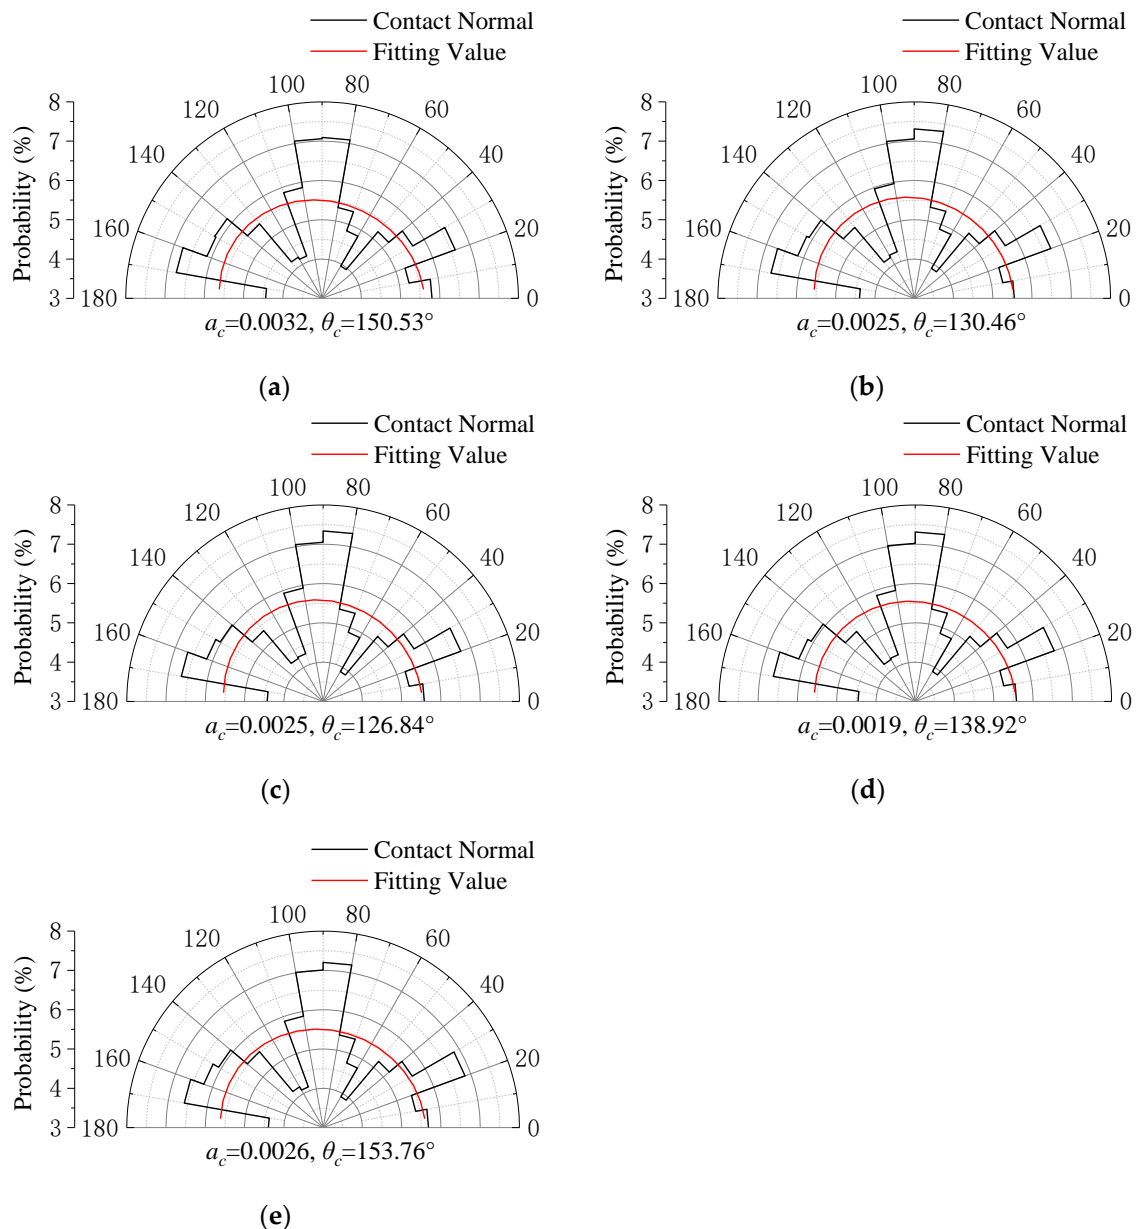 Contact Normal
Fitting Value
100 80
120 60
140 40
160 20
180 0
8
7
6
5
4
3
Probability (%)
a_c=0.0032, θ_c=150.53°
(a)
Contact Normal
Fitting Value
100 80
120 60
140 40
160 20
180 0
8
7
6
5
4
3
Probability (%)
a_c=0.0025, θ_c=130.46°
(b)
Contact Normal
Fitting Value
100 80
120 60
140 40
160 20
180 0
8
7
6
5
4
3
Probability (%)
a_c=0.0025, θ_c=126.84°
(c)
Contact Normal
Fitting Value
100 80
120 60
140 40
160 20
180 0
8
7
6
5
4
3
Probability (%)
a_c=0.0019, θ_c=138.92°
(d)
Contact Normal
Fitting Value
100 80
120 60
140 40
160 20
180 0
8
7
6
5
4
3
Probability (%)
a_c=0.0026, θ_c=153.76°
(e)